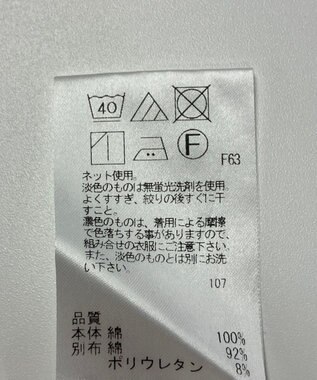 40
F
F63
ネット使用。
淡色のものは無蛍光洗剤を使用。
よくすすぎ、絞りの後すぐに干
すこと。
濃色のものは、着用による摩擦
で色落ちする事がありますので、
組み合せの衣服にご注意下さい。
また、淡色のものとは別にお洗
い下さい。
107
品質
本体 綿 100%
別布 綿 92%
ポリウレタン 8%